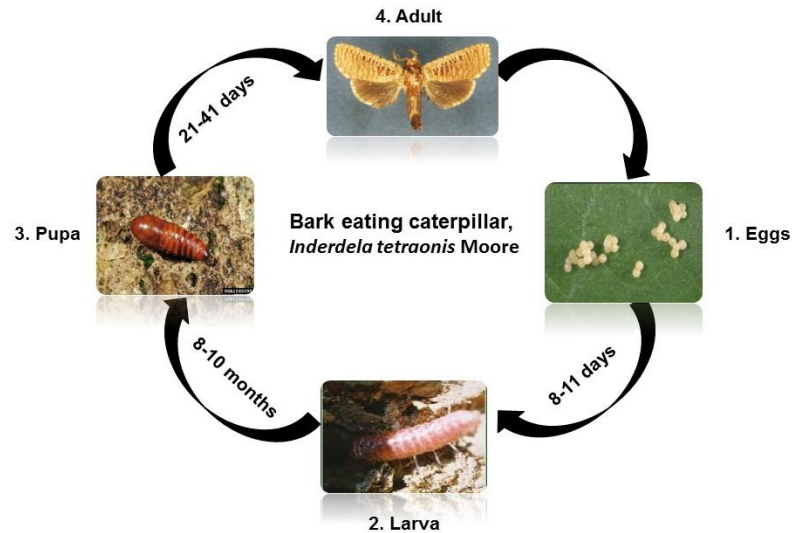 4. Adult
21-41 days
3. Pupa
Bark eating caterpillar,
Inderdela tetraonis Moore
1. Eggs
8-10 months
8-11 days
2. Larva